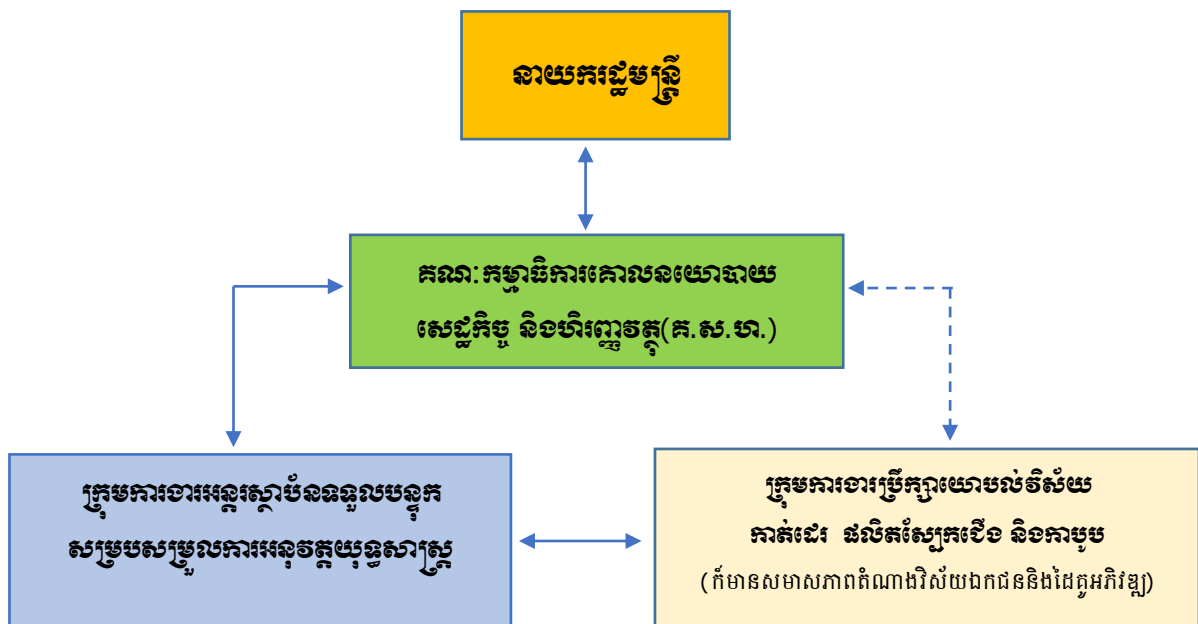 នាយករដ្ឋមន្ត្រី
គណៈកម្មាធិការគោលនយោបាយ
សេដ្ឋកិច្ច និងហិរញ្ញវត្ថុ(គ.ស.ហ.)
ក្រុមការងារអន្តរស្ថាប័នទទួលបន្ទុក
សម្របសម្រួលការអនុវត្តយុទ្ធសាស្ត្រ
ក្រុមការងារប្រឹក្សាយោបល់វិស័យ
កាត់ដេរ ផលិតស្បែកជើង និងកាបូប
(ក៏មានសមាសភាពតំណាងវិស័យឯកជននិងដៃគូអភិវឌ្ឍ)